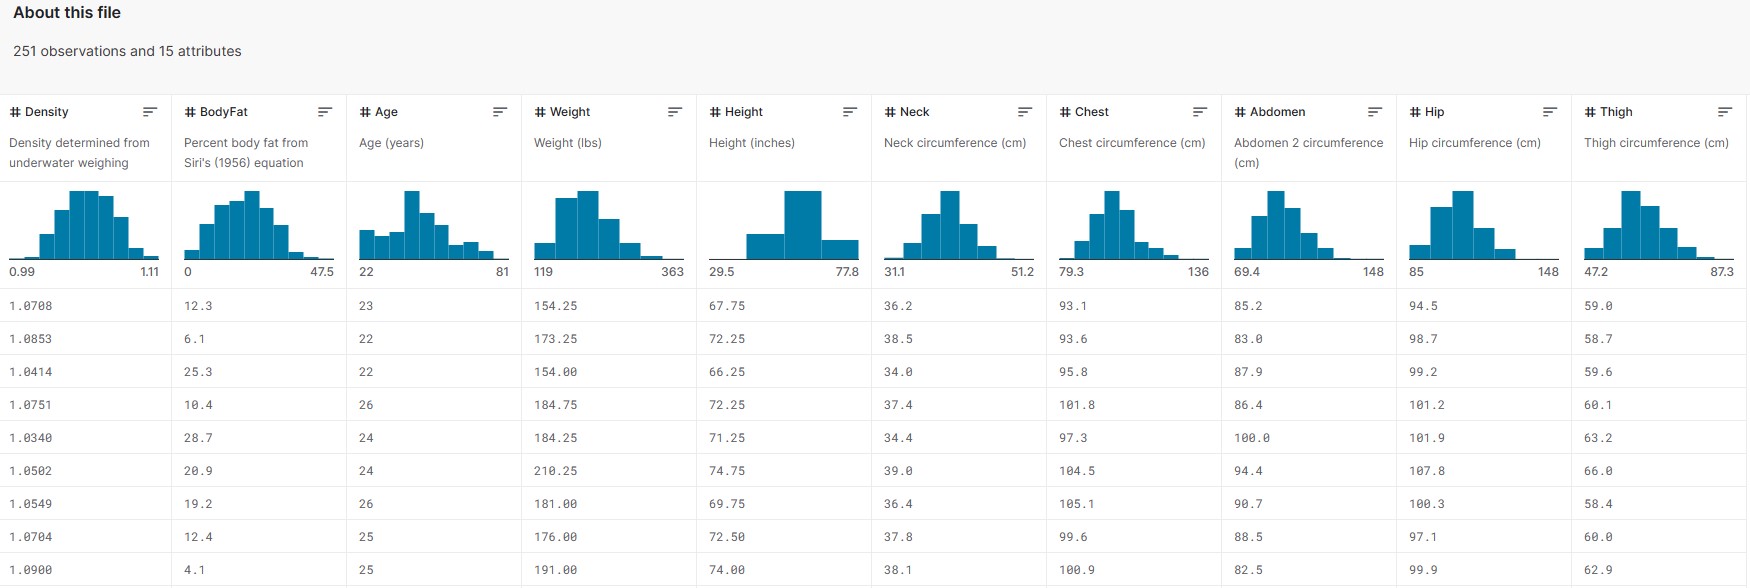 About this file
251 observations and 15 attributes
# Density # BodyFat # Age # Weight # Height # Neck # Chest # Abdomen # Hip # Thigh
Density determined from Percent body fat from Age (years) Weight (lbs) Height (inches) Neck circumference (cm) Chest circumference (cm) Abdomen 2 circumference Hip circumference (cm) Thigh circumference (cm)
underwater weighing Siri's (1956) equation (cm)
0.99 1.11 0 47.5 22 81 119 363 29.5 77.8 31.1 51.2 79.3 136 69.4 148 85 148 47.2 87.3
1.0708 12.3 23 154.25 67.75 36.2 93.1 85.2 94.5 59.0
1.0853 6.1 22 173.25 72.25 38.5 93.6 83.0 98.7 58.7
1.0414 25.3 22 154.00 66.25 34.0 95.8 87.9 99.2 59.6
1.0751 10.4 26 184.75 72.25 37.4 101.8 86.4 101.2 60.1
1.0340 28.7 24 184.25 71.25 34.4 97.3 100.0 101.9 63.2
1.0502 20.9 24 210.25 74.75 39.0 104.5 94.4 107.8 66.0
1.0549 19.2 26 181.00 69.75 36.4 105.1 90.7 100.3 58.4
1.0704 12.4 25 176.00 72.50 37.8 99.6 88.5 97.1 60.0
1.0900 4.1 25 191.00 74.00 38.1 100.9 82.5 99.9 62.9